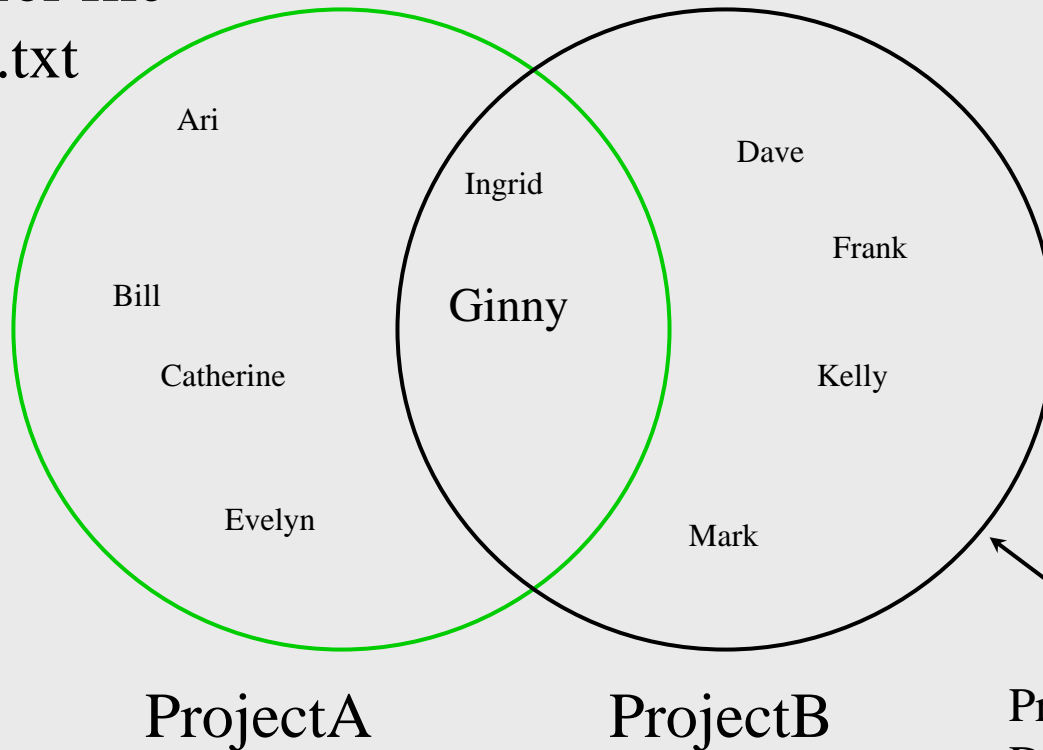 .txt
Ari
Dave
Ingrid
Frank
Bill
Ginny
Catherine
Kelly
Evelyn
Mark
ProjectA
ProjectB